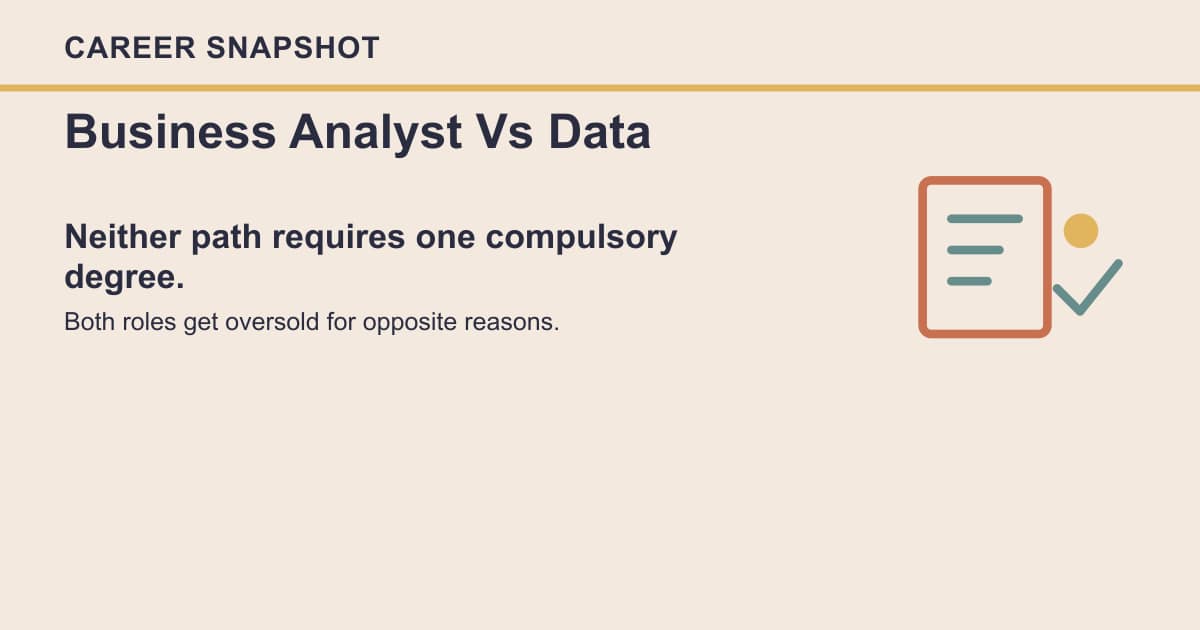 CAREER SNAPSHOT
Business Analyst Vs Data
Neither path requires one compulsory
degree.
Both roles get oversold for opposite reasons.